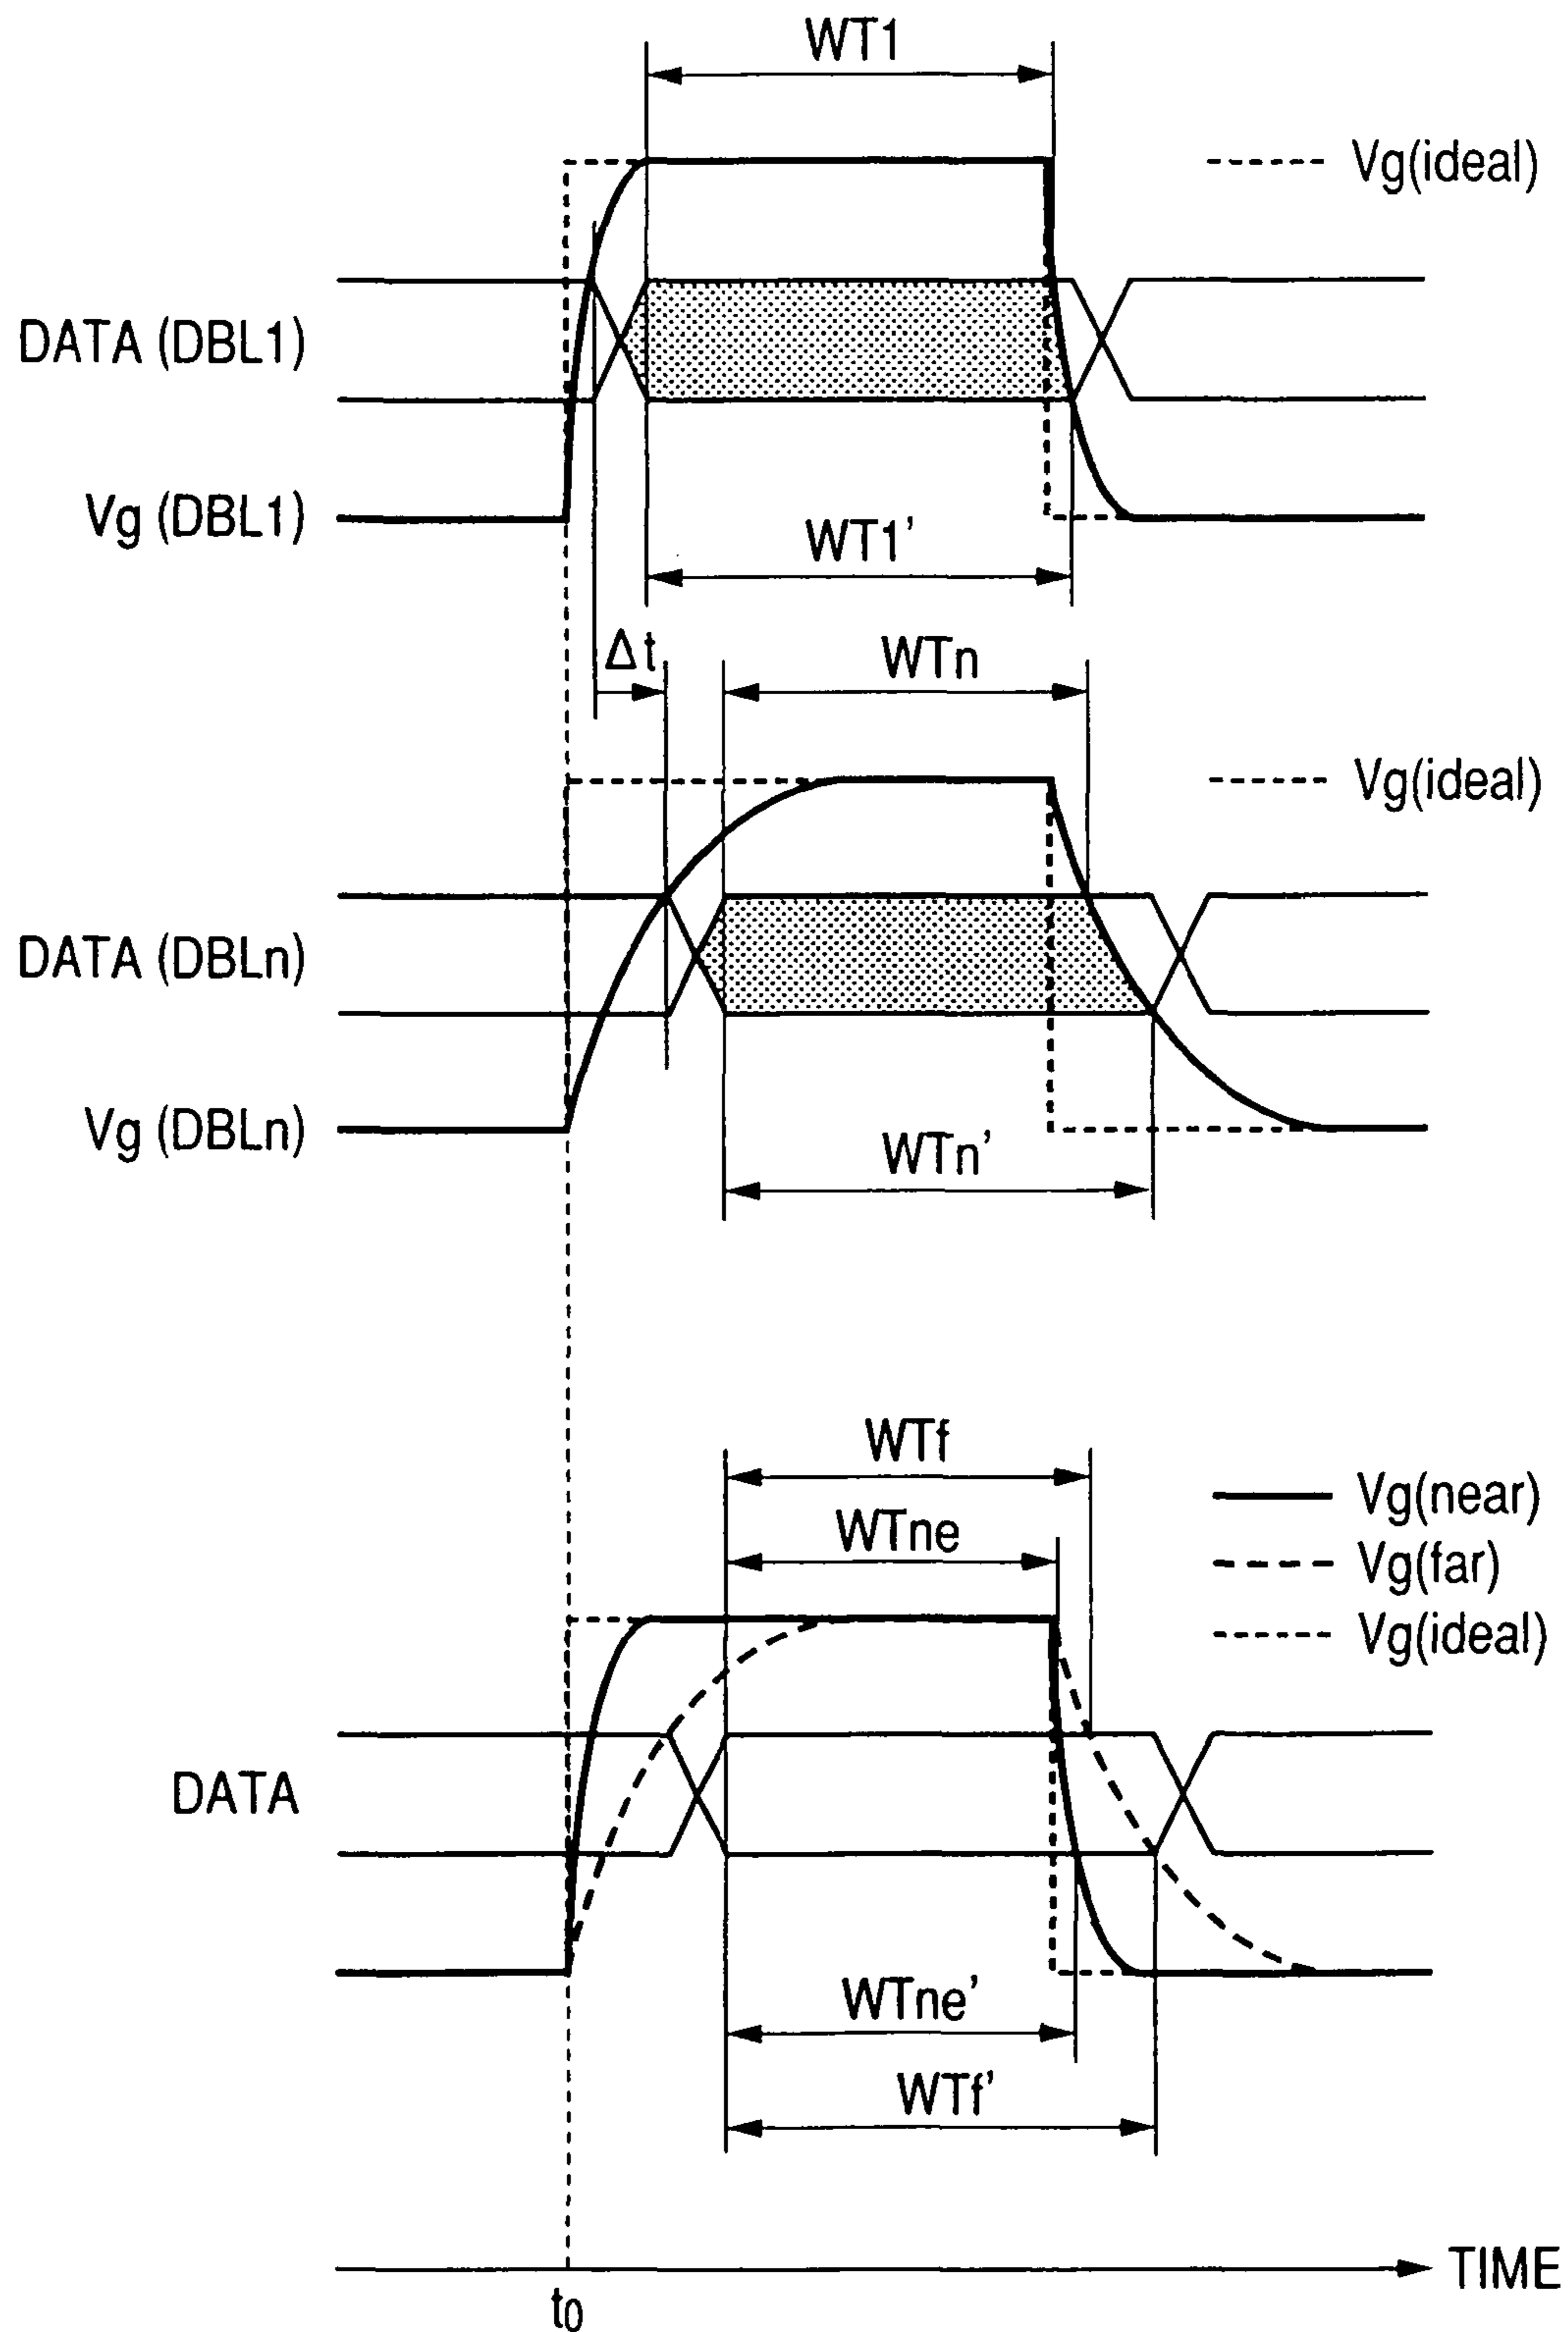 WT1
Vg(ideal)
DATA (DBL1)
Vg (DBL1)
WT1'
Δt
WTn
Vg(ideal)
DATA (DBLn)
Vg (DBLn)
WTn'
WTf
Vg(near)
WTne
Vg(far)
Vg(ideal)
DATA
WTne'
WTf'
TIME
t0